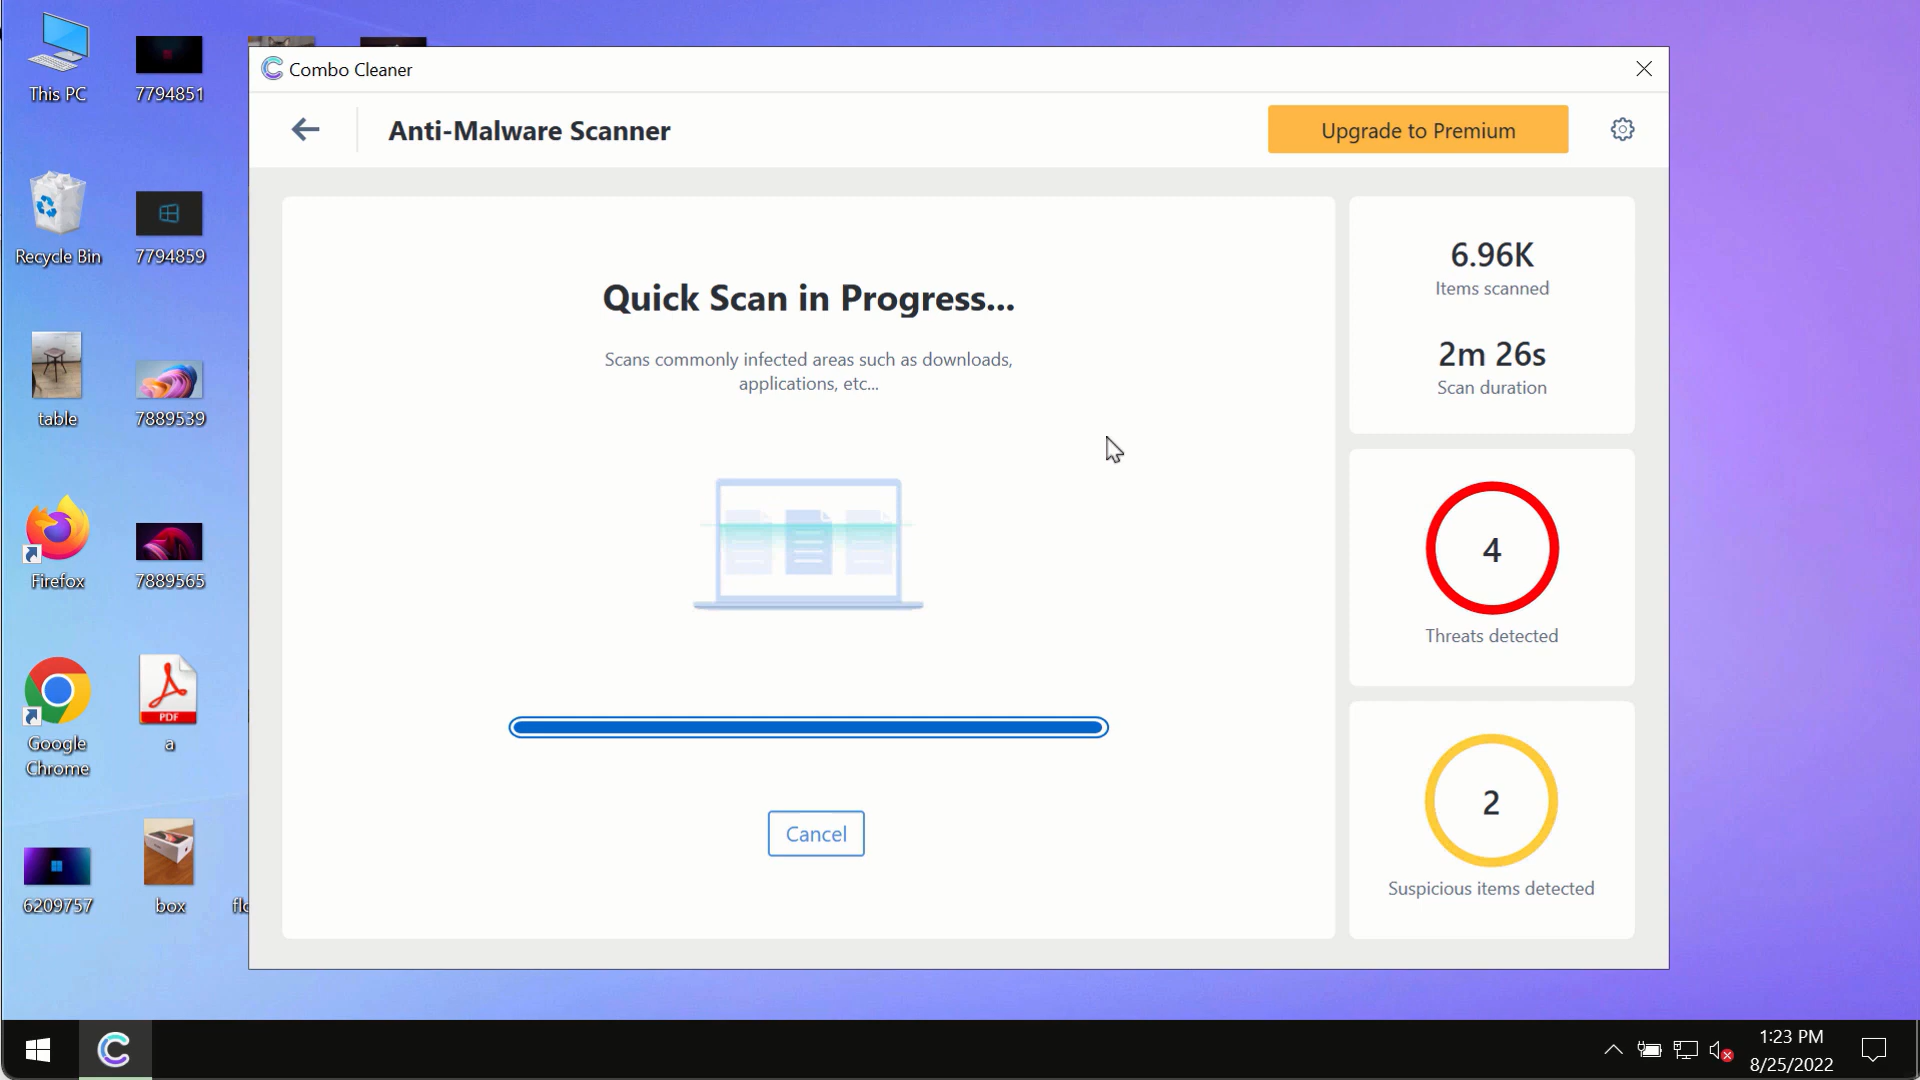 This PC
7794851
Recycle Bin
7794859
table
7889539
Firefox
7889565
Google
Chrome
PDF
a
6209757
box
Combo Cleaner
Anti-Malware Scanner
Upgrade to Premium
Quick Scan in Progress...
Scans commonly infected areas such as downloads,
applications, etc...
Cancel
6.96K
Items scanned
2m 26s
Scan duration
4
Threats detected
2
Suspicious items detected
1:23 PM
8/25/2022